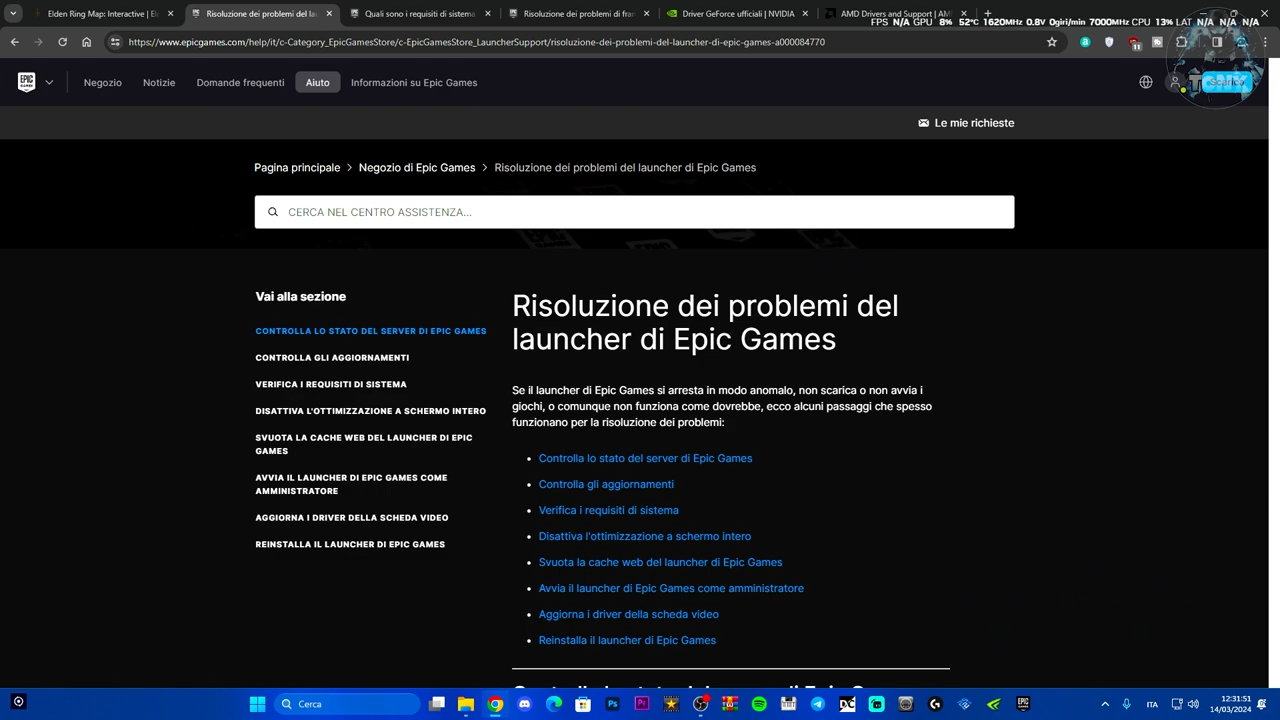 Elden Ring Map: Interactive | El
Risoluzione dei problemi del la
Quali sono i requisiti di sistema
Risoluzione dei problemi di fra
Driver GeForce ufficiali | NVIDIA
AMD Drivers and Support | AM
FPS N/A GPU 8% 52°C 1620MHz 0.8V 0giri/min 7000MHz CPU 13% LAT N/A N/A N/A
https://www.epicgames.com/help/it/c-Category_EpicGamesStore/c-EpicGamesStore_LauncherSupport/risoluzione-dei-problemi-del-launcher-di-epic-games-a000084770
11
EPIC GAMES
Negozio
Notizie
Domande frequenti
Aiuto
Informazioni su Epic Games
Scarica
Le mie richieste
Pagina principale > Negozio di Epic Games > Risoluzione dei problemi del launcher di Epic Games
CERCA NEL CENTRO ASSISTENZA...
Vai alla sezione
CONTROLLA LO STATO DEL SERVER DI EPIC GAMES
CONTROLLA GLI AGGIORNAMENTI
VERIFICA I REQUISITI DI SISTEMA
DISATTIVA L'OTTIMIZZAZIONE A SCHERMO INTERO
SVUOTA LA CACHE WEB DEL LAUNCHER DI EPIC
GAMES
AVVIA IL LAUNCHER DI EPIC GAMES COME
AMMINISTRATORE
AGGIORNA I DRIVER DELLA SCHEDA VIDEO
REINSTALLA IL LAUNCHER DI EPIC GAMES
Risoluzione dei problemi del
launcher di Epic Games
Se il launcher di Epic Games si arresta in modo anomalo, non scarica o non avvia i
giochi, o comunque non funziona come dovrebbe, ecco alcuni passaggi che spesso
funzionano per la risoluzione dei problemi:
• Controlla lo stato del server di Epic Games
• Controlla gli aggiornamenti
• Verifica i requisiti di sistema
• Disattiva l'ottimizzazione a schermo intero
• Svuota la cache web del launcher di Epic Games
• Avvia il launcher di Epic Games come amministratore
• Aggiorna i driver della scheda video
• Reinstalla il launcher di Epic Games
Cerca
Ps
Pr
ITA
12:31:51
14/03/2024